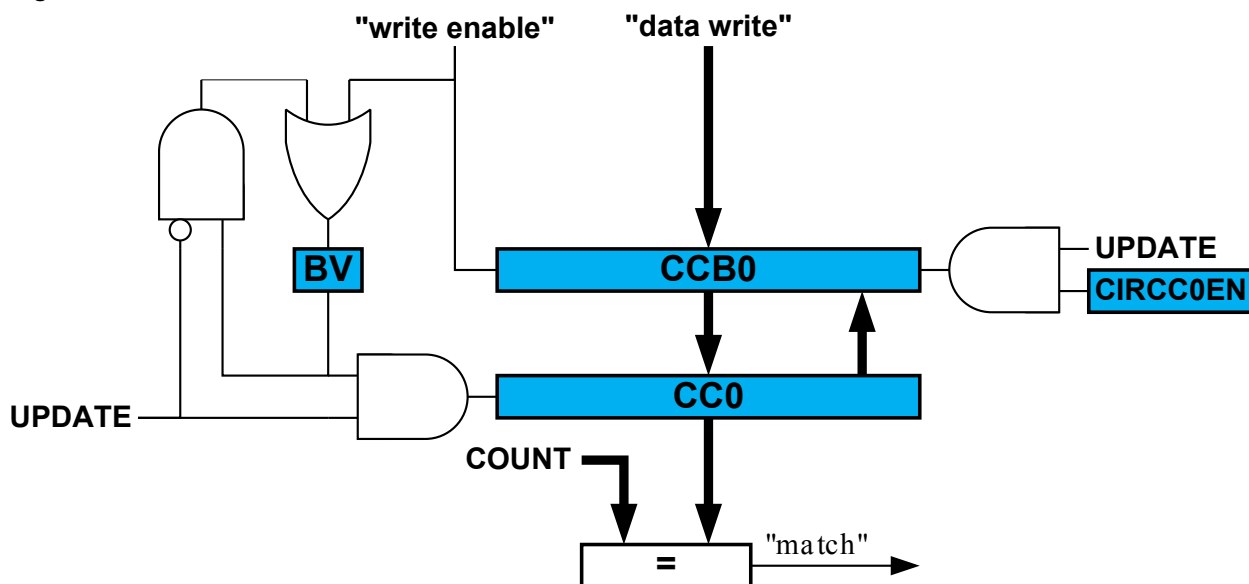 "write enable"
"data write"
BV
CCB0
UPDATE
CIRCC0EN
UPDATE
CC0
COUNT
=
"match"